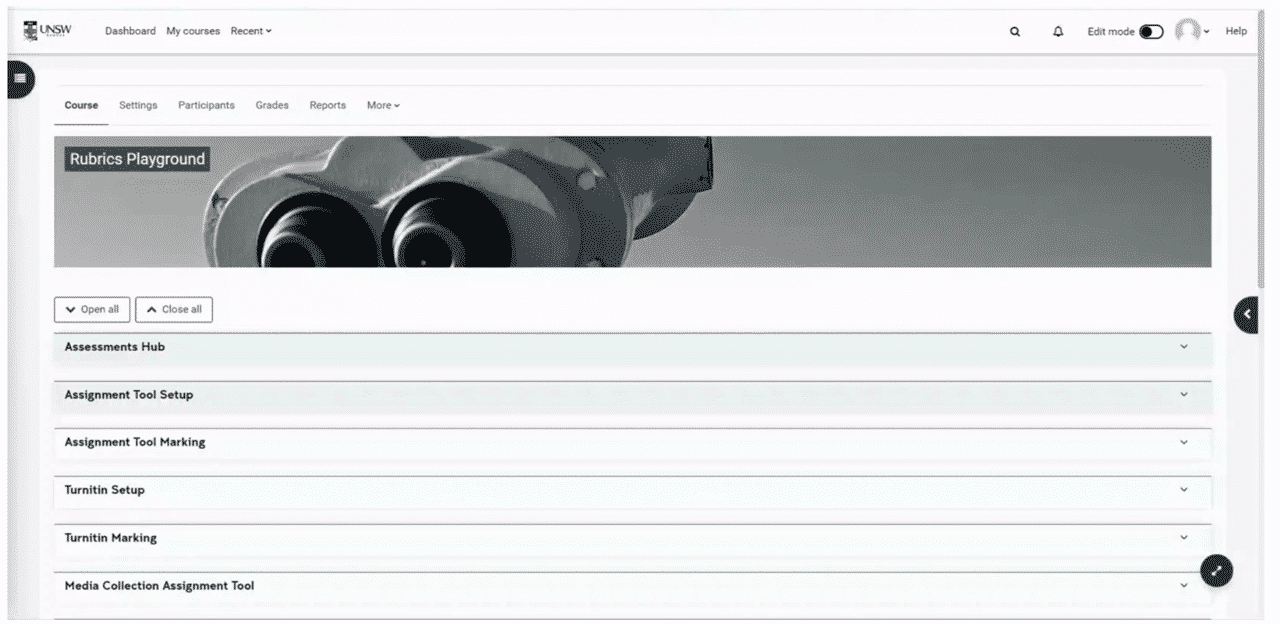 UNSW
Dashboard My courses Recent
Edit mode Help
Course Settings Participants Grades Reports More
Rubrics Playground
Open all Close all
Assessments Hub
Assignment Tool Setup
Assignment Tool Marking
Turnitin Setup
Turnitin Marking
Media Collection Assignment Tool